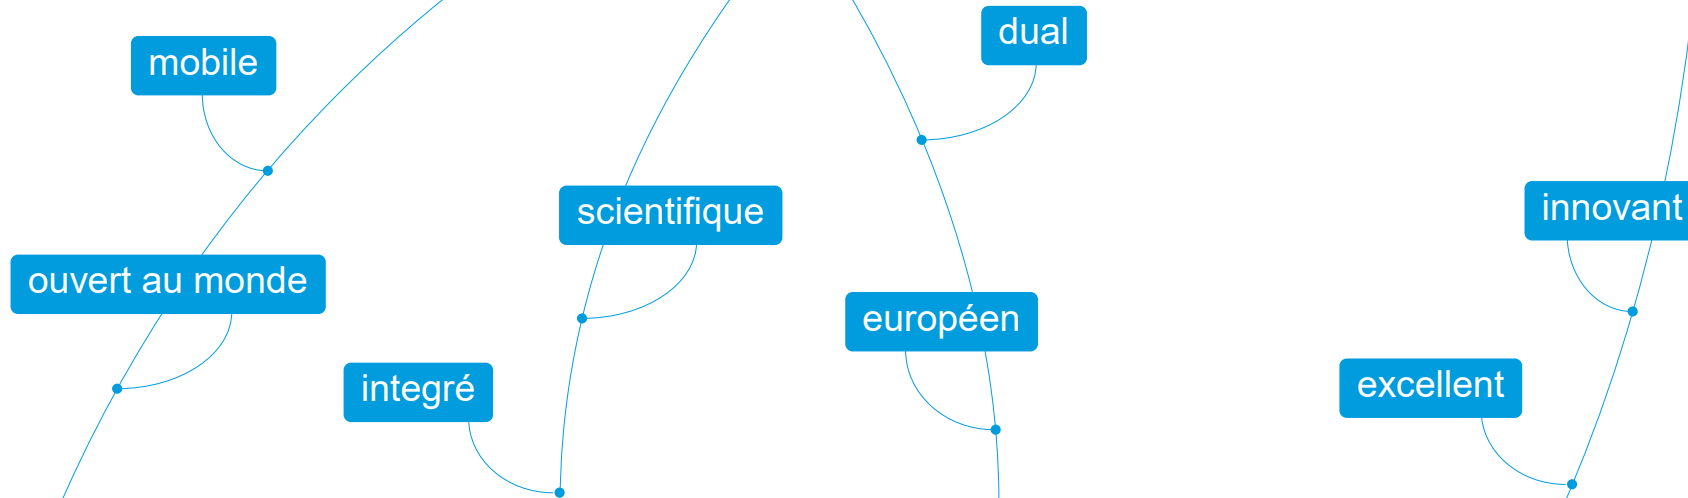 dual
mobile
scientifique
innovant
ouvert au monde
européen
integré
excellent